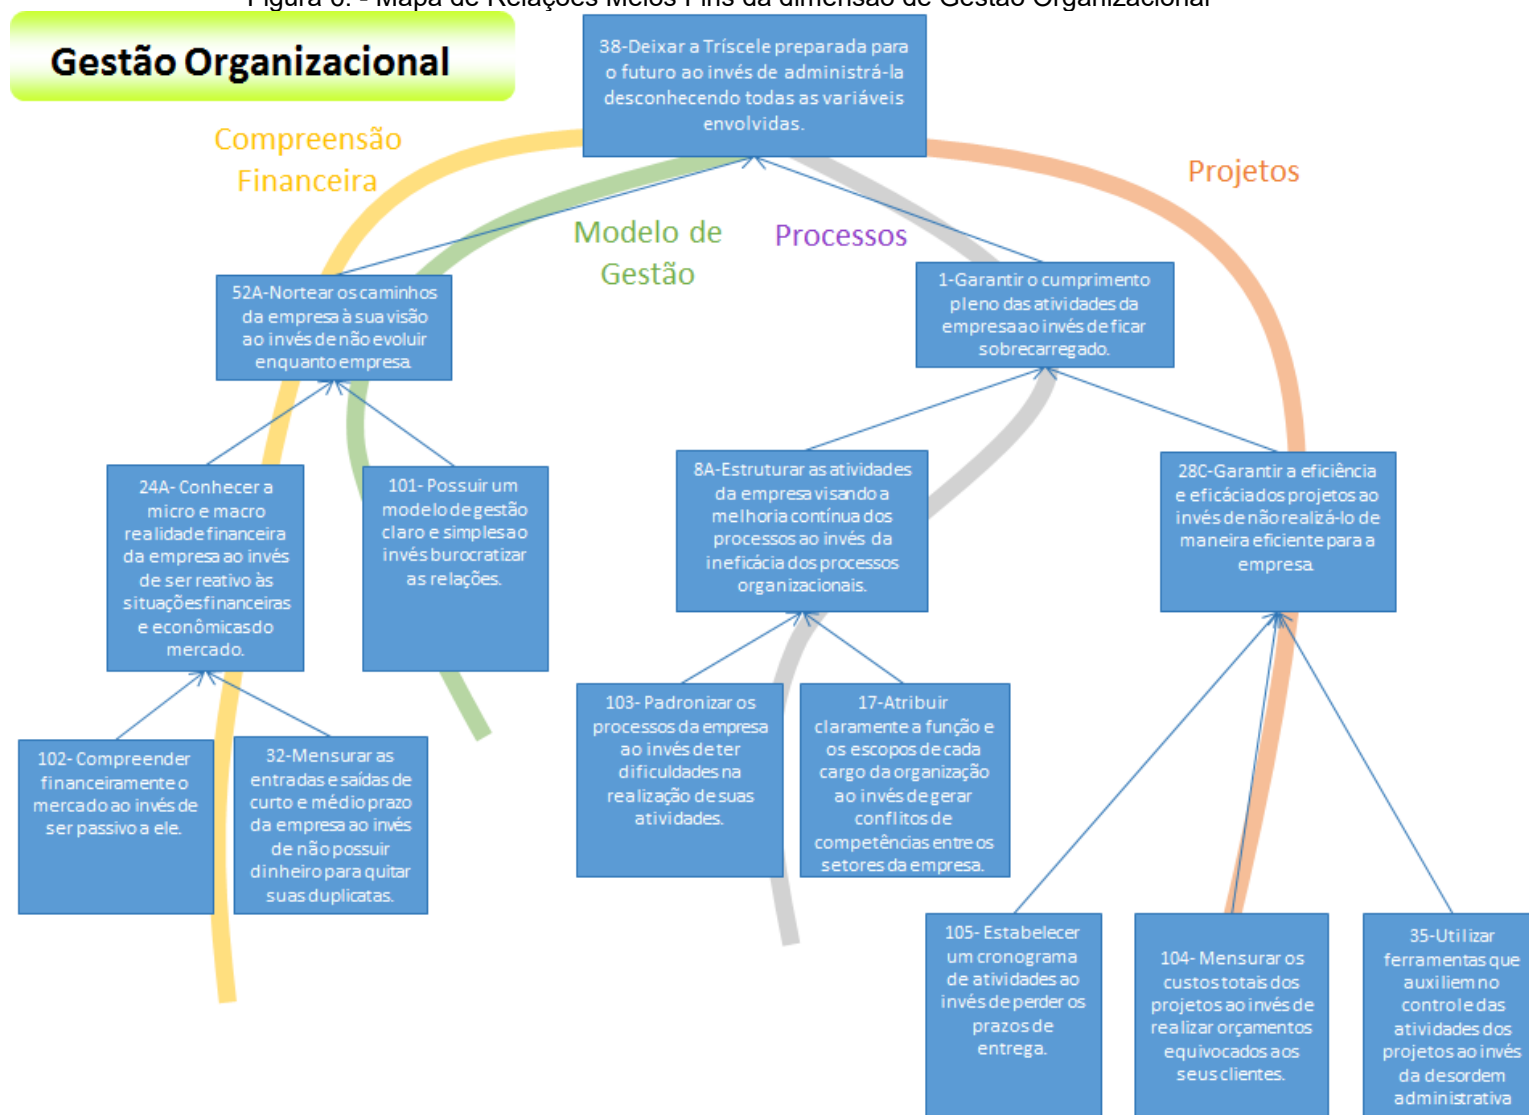 Figura 6. - Mapa de Relações Meios Fins da dimensão de Gestão Organizacional
Gestão Organizacional
38-Deixar a Tríscele preparada para
o futuro ao invés de administrá-la
desconhecendo todas as variáveis
envolvidas.
Compreensão
Financeira
Modelo de
Gestão
Processos
Projetos
52A-Nortear os caminhos
da empresa à sua visão
ao invés de não evoluir
enquanto empresa.
1-Garantir o cumprimento
pleno das atividades da
empresa ao invés de ficar
sobrecarregado.
24A- Conhecer a
micro e macro
realidade financeira
da empresa ao invés
de ser reativo às
situações financeiras
e econômicas do
mercado.
101- Possuir um
modelo de gestão
claro e simples ao
invés burocratizar
as relações.
8A-Estruturar as atividades
da empresa visando a
melhoria contínua dos
processos ao invés da
ineficácia dos processos
organizacionais.
28C-Garantir a eficiência
e eficácia dos projetos ao
invés de não realizá-lo de
maneira eficiente para a
empresa.
102- Compreender
financeiramente o
mercado ao invés de
ser passivo a ele.
32-Mensurar as
entradas e saídas de
curto e médio prazo
da empresa ao invés
de não possuir
dinheiro para quitar
suas duplicatas.
103- Padronizar os
processos da empresa
ao invés de ter
dificuldades na
realização de suas
atividades.
17-Atribuir
claramente a função e
os escopos de cada
cargo da organização
ao invés de gerar
conflitos de
competências entre os
setores da empresa.
105- Estabelecer
um cronograma
de atividades ao
invés de perder os
prazos de
entrega.
104- Mensurar os
custos totais dos
projetos ao invés de
realizar orçamentos
equivocados aos
seus clientes.
35-Utilizar
ferramentas que
auxiliem no
controle das
atividades dos
projetos ao invés
da desordem
administrativa